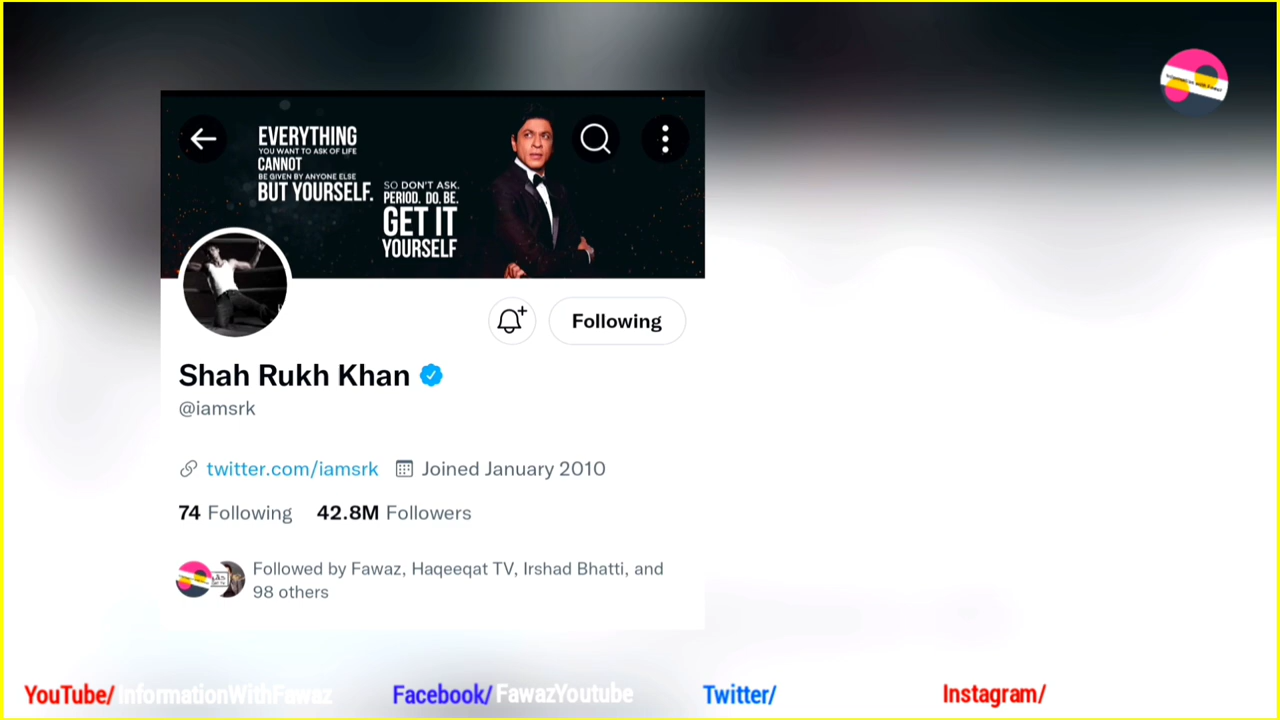 EVERYTHING
YOU WANT TO ASK OF LIFE
CANNOT
BE GIVEN BY ANYONE ELSE
BUT YOURSELF.
SO DON'T ASK.
PERIOD. DO. BE.
GET IT
YOURSELF
Following
Shah Rukh Khan
@iamsrk
twitter.com/iamsrk Joined January 2010
74 Following 42.8M Followers
Followed by Fawaz, Haqeeqat TV, Irshad Bhatti, and
98 others
YouTube/InformationWithFawaz Facebook/FawazYoutube Twitter/ Instagram/